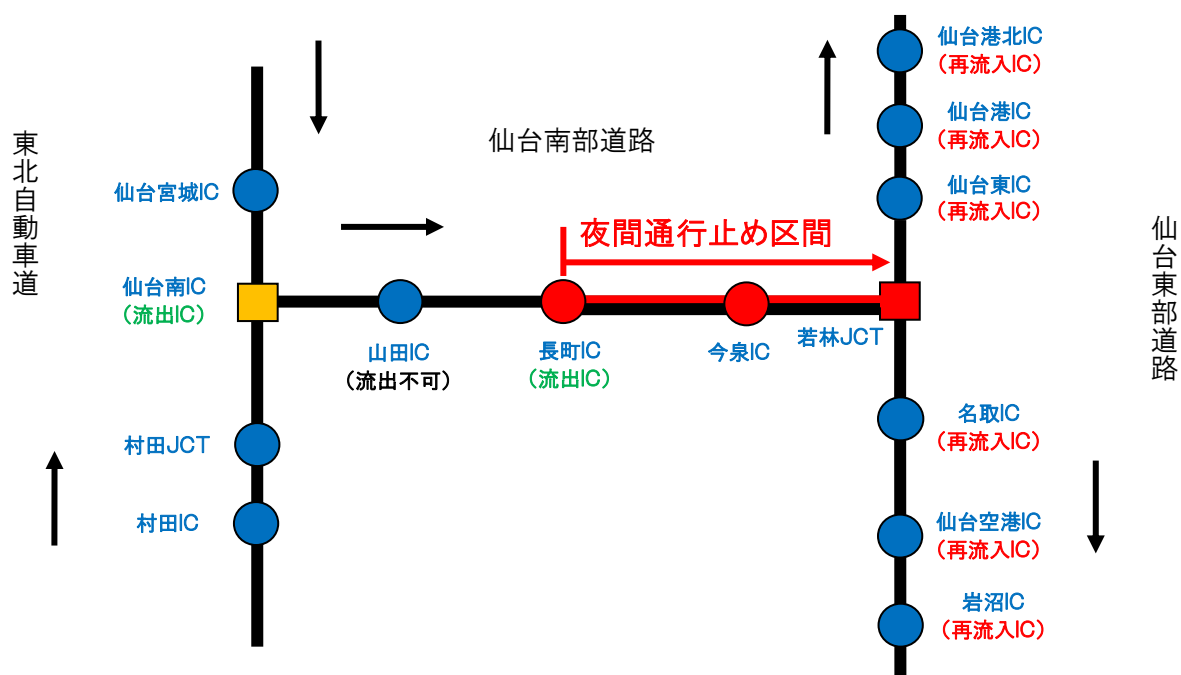 東北自動車道
仙台宮城IC
仙台南IC
（流出IC）
村田JCT
村田IC
仙台南部道路
夜間通行止め区間
山田IC
（流出不可）
長町IC
（流出IC）
今泉IC
若林JCT
仙台港北IC
（再流入IC）
仙台港IC
（再流入IC）
仙台東IC
（再流入IC）
名取IC
（再流入IC）
仙台空港IC
（再流入IC）
岩沼IC
（再流入IC）
仙台東部道路